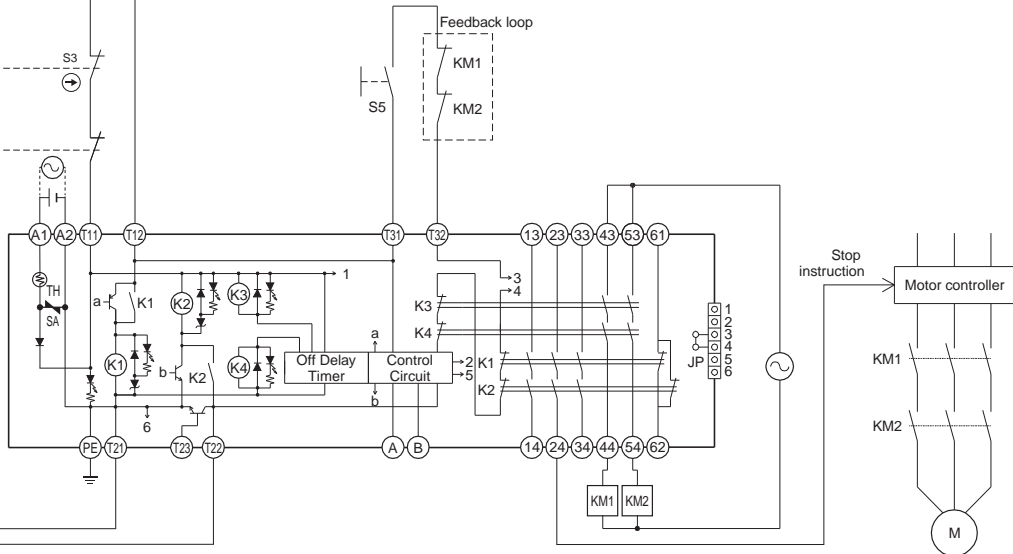 Feedback loop
S3
KM1
S5
KM2
A1 A2 T11 T12 T31 T32 13 23 33 43 53 61
Stop
instruction
Motor controller
1
3
4
TH
SA
a
K1
K2
K3
K3
K4
a
1
2
3
4
5
6
JP
K1
b
K2
K4
Off Delay
Timer
Control
Circuit
2
5
K1
K2
b
6
KM1
KM2
PE T21 T23 T22 A B 14 24 34 44 54 62
KM1 KM2
M